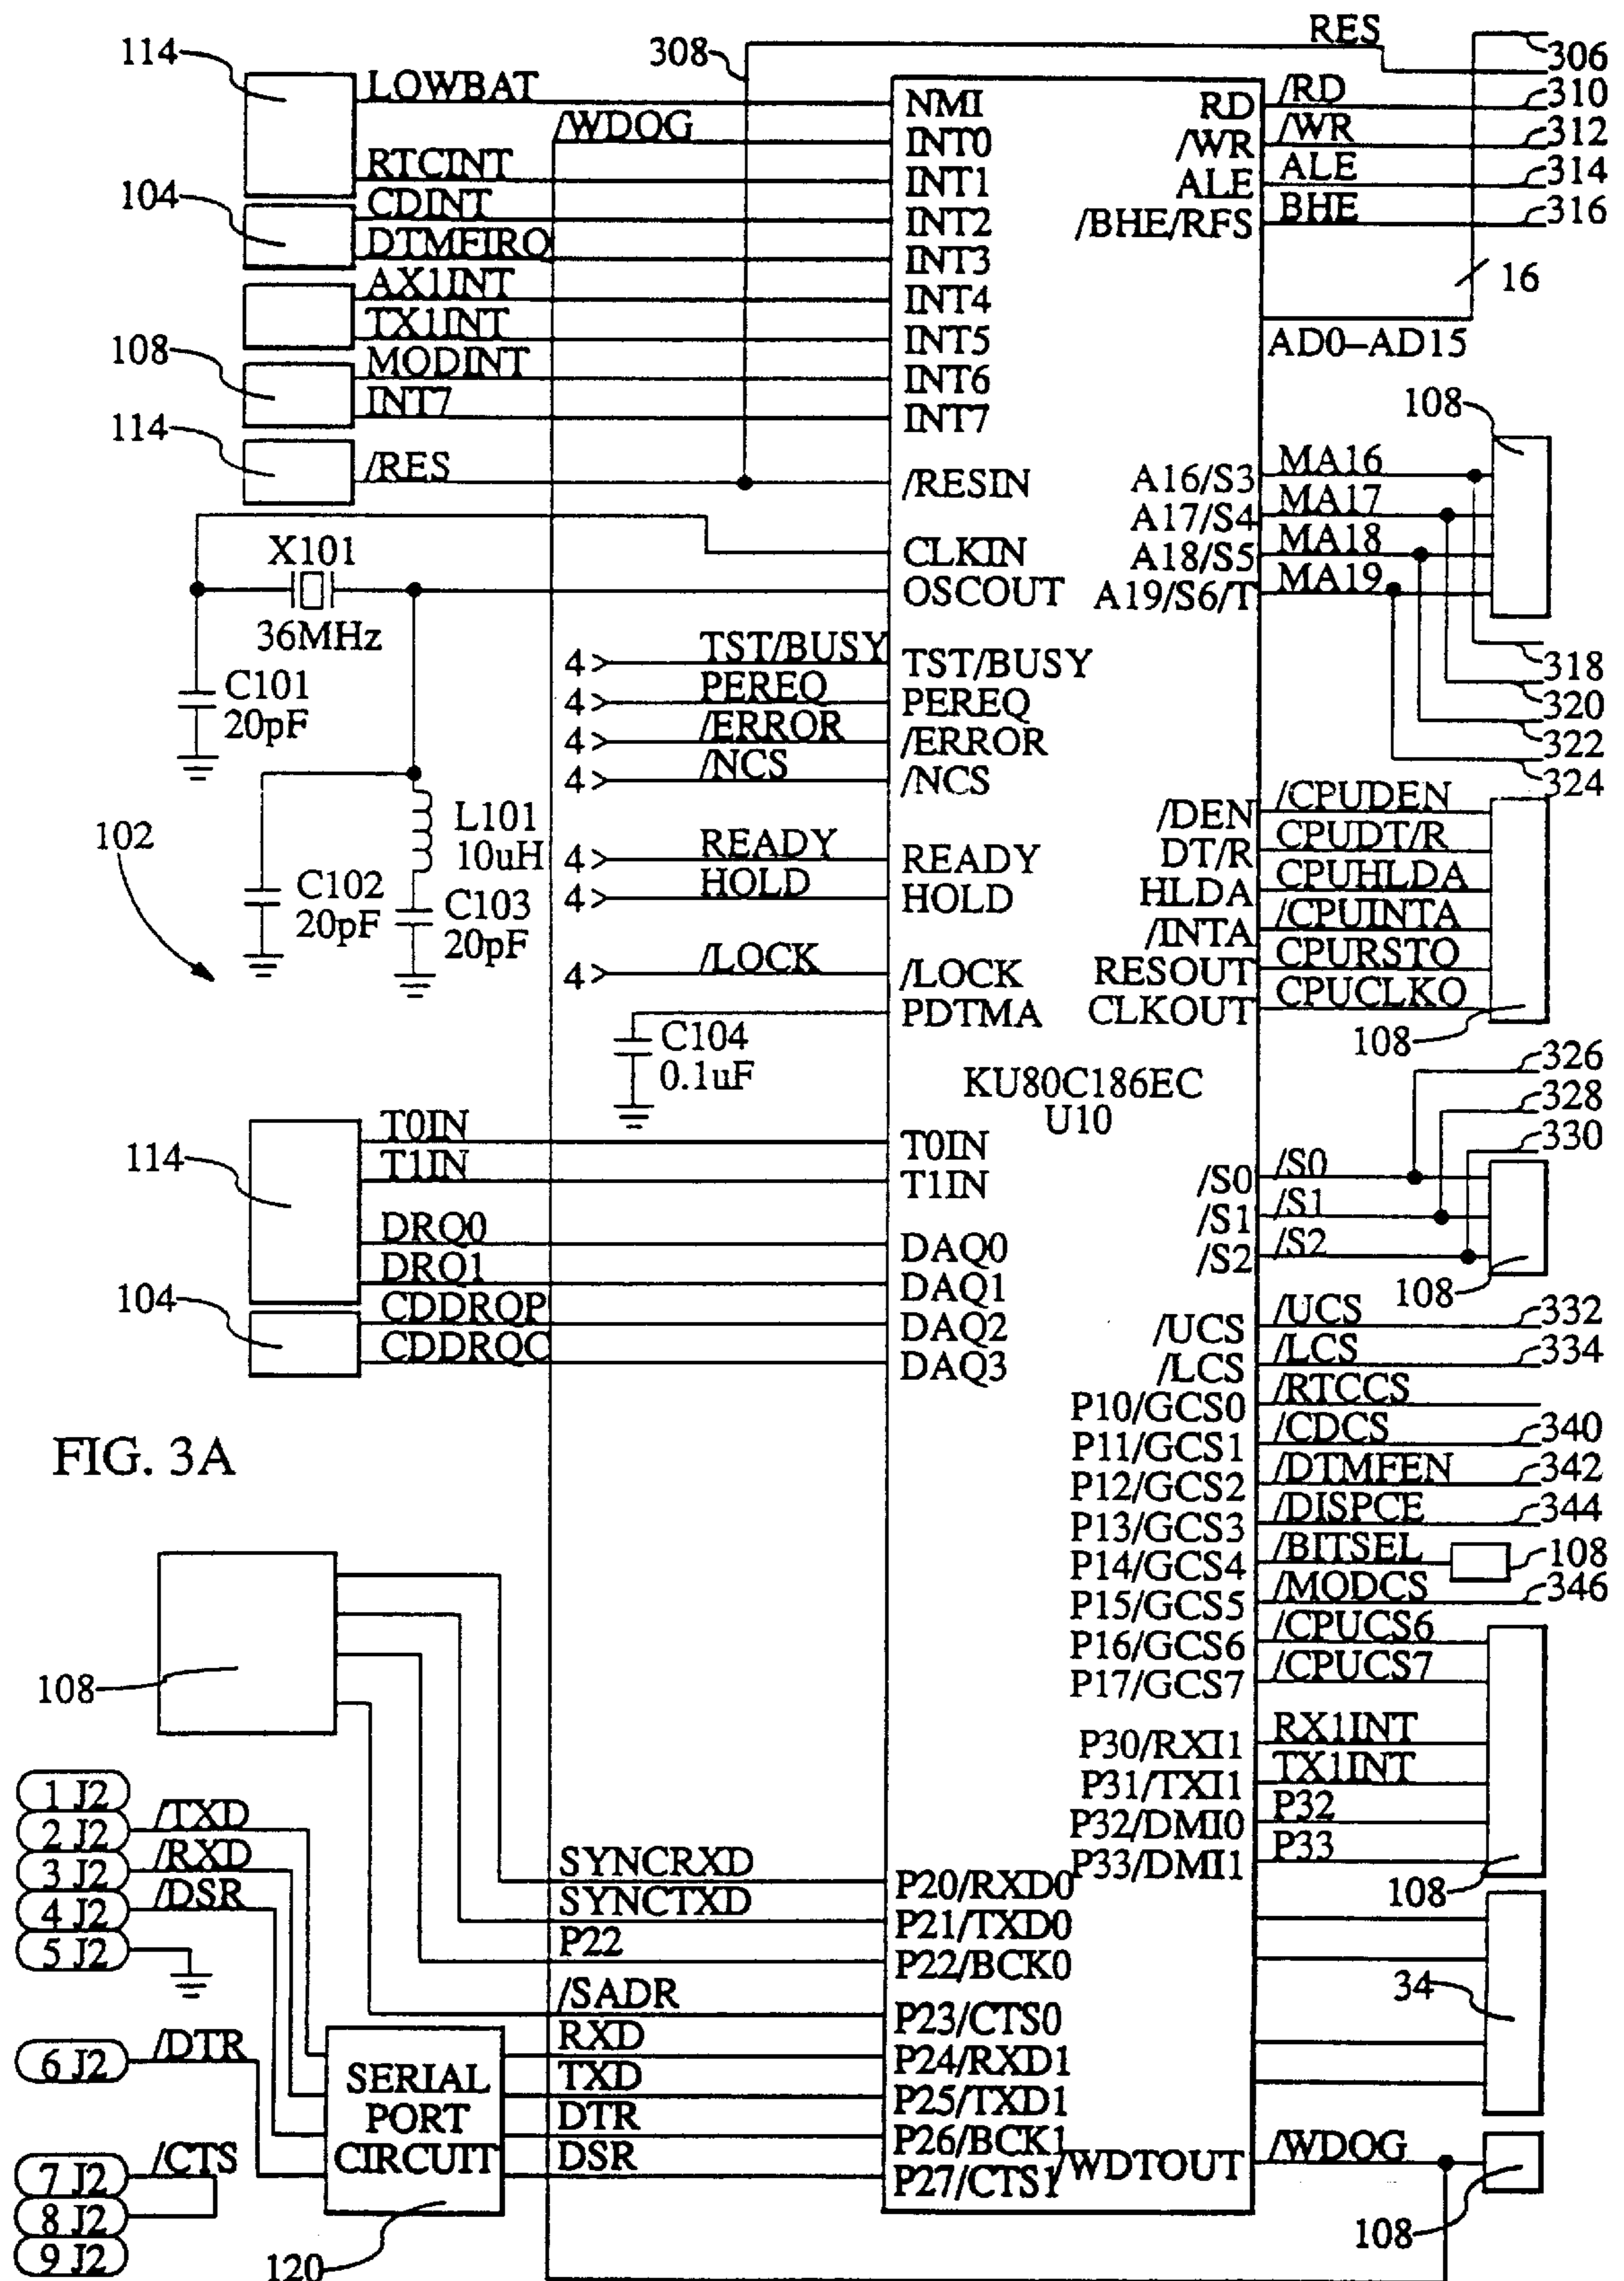 RES
308
306
114
LOWBAT
NMI
RD
/RD
310
/WDOG
INT0
/WR
/WR
312
RTCINT
INT1
ALE
ALE
314
104
CDINT
INT2
/BHE/RFS
BHE
316
DTMFIRQ
INT3
AX1INT
INT4
16
TX1INT
INT5
AD0–AD15
108
MODINT
INT6
INT7
INT7
108
114
/RES
/RESIN
A16/S3
MA16
A17/S4
MA17
X101
CLKIN
A18/S5
MA18
36MHz
OSCOUT
A19/S6/T
MA19
4> TST/BUSY
TST/BUSY
318
C101
20pF
4> PEREQ
PEREQ
320
4> /ERROR
/ERROR
322
4> /NCS
/NCS
324
102
L101
10uH
/DEN
/CPUDEN
4> READY
READY
DT/R
CPUDT/R
C102
20pF
C103
20pF
4> HOLD
HOLD
HLDA
CPUHLDA
/INTA
/CPUINTA
4> /LOCK
/LOCK
RESOUT
CPURSTO
PDTMA
CLKOUT
CPUCLKO
108
C104
0.1uF
KU80C186EC
U10
326
328
330
114
T0IN
T0IN
/S0
/S0
T1IN
T1IN
/S1
/S1
DRQ0
DAQ0
/S2
/S2
DRQ1
DAQ1
108
104
CDDRQP
DAQ2
/UCS
/UCS
332
CDDRQC
DAQ3
/LCS
/LCS
334
P10/GCS0
/RTCCS
FIG. 3A
P11/GCS1
/CDCS
340
P12/GCS2
/DTMFEN
342
P13/GCS3
/DISPCE
344
P14/GCS4
/BITSEL
108
P15/GCS5
/MODCS
346
P16/GCS6
/CPUCS6
108
P17/GCS7
/CPUCS7
P30/RXI1
RX1INT
P31/TXI1
TX1INT
P32/DMI0
P32
P33/DMI1
P33
108
1 J2
2 J2
/TXD
3 J2
/RXD
SYNCRXD
P20/RXD0
4 J2
/DSR
SYNCTXD
P21/TXD0
5 J2
P22
P22/BCK0
34
/SADR
P23/CTS0
6 J2
/DTR
RXD
P24/RXD1
SERIAL
PORT
CIRCUIT
TXD
P25/TXD1
DTR
P26/BCK1
7 J2
/CTS
DSR
P27/CTS1
/WDTOUT
/WDOG
8 J2
108
9 J2
120